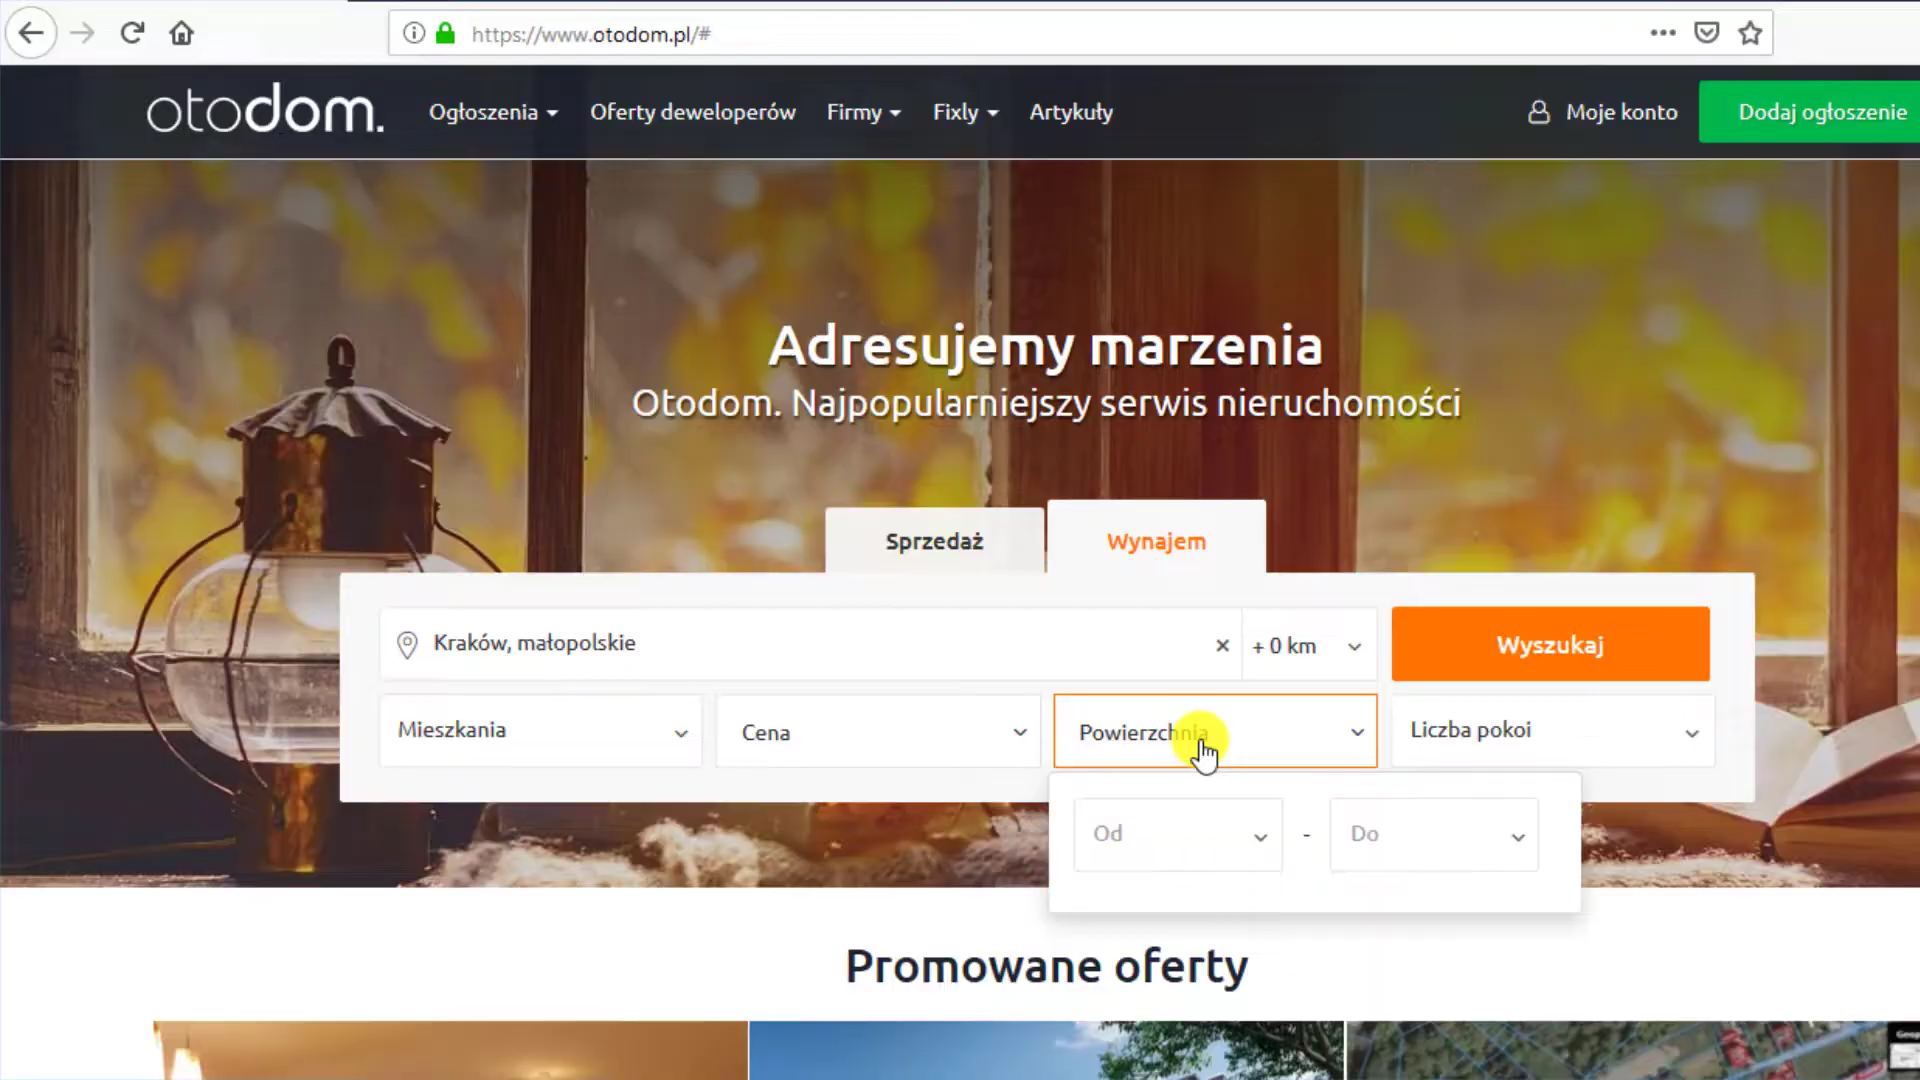 https://www.otodom.pl/#
otodom.
Ogłoszenia
Oferty deweloperów
Firmy
Fixly
Artykuły
Moje konto
Dodaj ogłoszenie
Adresujemy marzenia
Otodom. Najpopularniejszy serwis nieruchomości
Sprzedaż
Wynajem
Kraków, małopolskie
+ 0 km
Wyszukaj
Mieszkania
Cena
Powierzchnia
Liczba pokoi
Od
-
Do
Promowane oferty